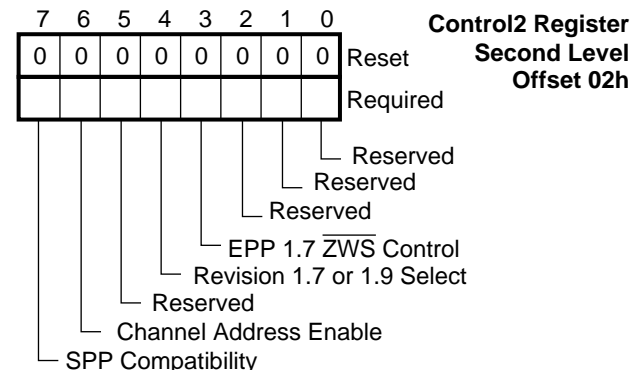 7 6 5 4 3 2 1 0
Control2 Register
Second Level
Offset 02h
0 0 0 0 0 0 0 0 Reset
Required
Reserved
Reserved
Reserved
EPP 1.7 Z̅W̅S̅ Control
Revision 1.7 or 1.9 Select
Reserved
Channel Address Enable
SPP Compatibility